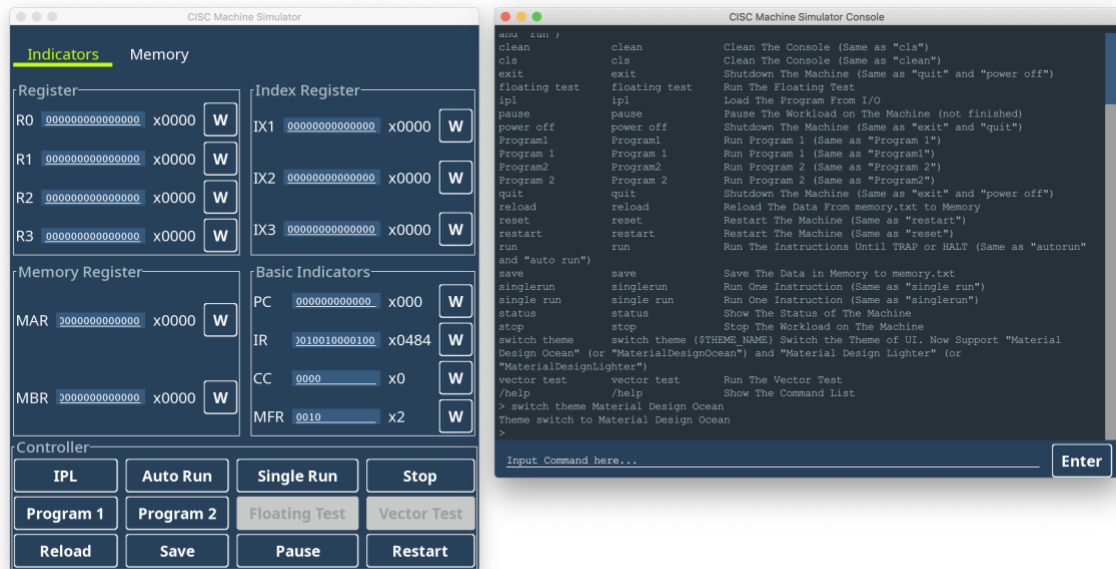 CISC Machine Simulator
Indicators Memory
Register
R0 000000000000000 x0000 W
R1 000000000000000 x0000 W
R2 000000000000000 x0000 W
R3 000000000000000 x0000 W
Index Register
IX1 00000000000000 x0000 W
IX2 00000000000000 x0000 W
IX3 00000000000000 x0000 W
Memory Register
MAR 0000000000000 x0000 W
MBR 0000000000000 x0000 W
Basic Indicators
PC 000000000000 x000 W
IR 0010010000100 x0484 W
CC 0000 x0 W
MFR 0010 x2 W
Controller
IPL Auto Run Single Run Stop
Program 1 Program 2 Floating Test Vector Test
Reload Save Pause Restart
CISC Machine Simulator Console
and "run")
clean clean Clean The Console (Same as "cls")
cls cls Clean The Console (Same as "clean")
exit exit Shutdown The Machine (Same as "quit" and "power off")
floating test floating test Run The Floating Test
ipl ipl Load The Program From I/O
pause pause Pause The Workload on The Machine (not finished)
power off power off Shutdown The Machine (Same as "exit" and "quit")
Program1 Program1 Run Program 1 (Same as "Program 1")
Program 1 Program 1 Run Program 1 (Same as "Program1")
Program2 Program2 Run Program 2 (Same as "Program 2")
Program 2 Program 2 Run Program 2 (Same as "Program2")
quit quit Shutdown The Machine (Same as "exit" and "power off")
reload reload Reload The Data From memory.txt to Memory
reset reset Restart The Machine (Same as "restart")
restart restart Restart The Machine (Same as "reset")
run run Run The Instructions Until TRAP or HALT (Same as "autorun"
and "auto run")
save save Save The Data in Memory to memory.txt
singlerun singlerun Run One Instruction (Same as "single run")
single run single run Run One Instruction (Same as "singlerun")
status status Show The Status of The Machine
stop stop Stop The Workload on The Machine
switch theme switch theme {$THEME_NAME} Switch the Theme of UI. Now Support "Material
Design Ocean" (or "MaterialDesignOcean") and "Material Design Lighter" (or
"MaterialDesignLighter")
vector test vector test Run The Vector Test
/help /help Show The Command List
> switch theme Material Design Ocean
Theme switch to Material Design Ocean
>
Input Command here... Enter